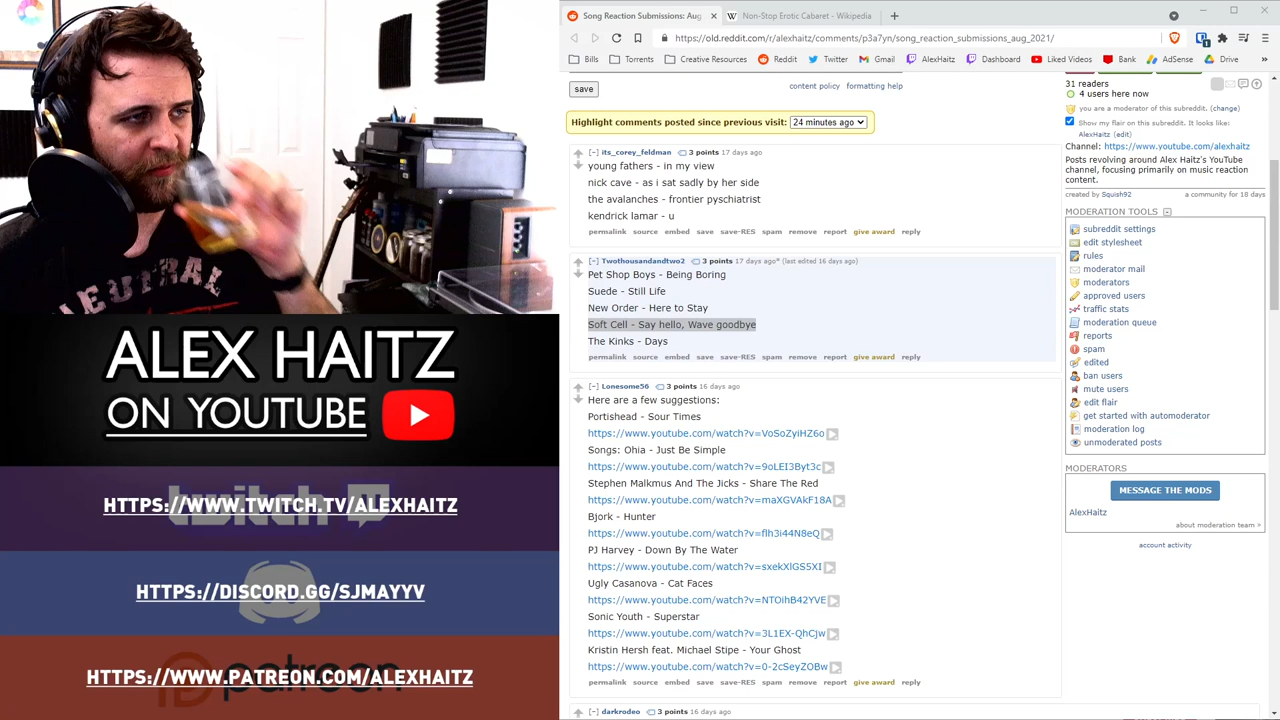 Song Reaction Submissions: Aug
Non-Stop Erotic Cabaret - Wikipedia
https://old.reddit.com/r/alexhaitz/comments/p3a7yn/song_reaction_submissions_aug_2021/
Bills
Torrents
Creative Resources
Reddit
Twitter
Gmail
AlexHaitz
Dashboard
Liked Videos
Bank
AdSense
Drive
save
content policy
formatting help
Highlight comments posted since previous visit: 24 minutes ago
[-] its_corey_feldman 3 points 17 days ago
young fathers - in my view
nick cave - as i sat sadly by her side
the avalanches - frontier pyschiatrist
kendrick lamar - u
permalink source embed save save-RES spam remove report give award reply
[-] Twothousandandtwo2 3 points 17 days ago* (last edited 16 days ago)
Pet Shop Boys - Being Boring
Suede - Still Life
New Order - Here to Stay
Soft Cell - Say hello, Wave goodbye
The Kinks - Days
permalink source embed save save-RES spam remove report give award reply
[-] Lonesome56 3 points 16 days ago
Here are a few suggestions:
Portishead - Sour Times
https://www.youtube.com/watch?v=VoSoZyiHZ6o
Songs: Ohia - Just Be Simple
https://www.youtube.com/watch?v=9oLEI3Byt3c
Stephen Malkmus And The Jicks - Share The Red
https://www.youtube.com/watch?v=maXGVAkF18A
Bjork - Hunter
https://www.youtube.com/watch?v=flh3i44N8eQ
PJ Harvey - Down By The Water
https://www.youtube.com/watch?v=sxekXlGS5XI
Ugly Casanova - Cat Faces
https://www.youtube.com/watch?v=NTOihB42YVE
Sonic Youth - Superstar
https://www.youtube.com/watch?v=3L1EX-QhCjw
Kristin Hersh feat. Michael Stipe - Your Ghost
https://www.youtube.com/watch?v=0-2cSeyZOBw
permalink source embed save save-RES spam remove report give award reply
[-] darkrodeo 3 points 16 days ago
31 readers
4 users here now
you are a moderator of this subreddit. (change)
Show my flair on this subreddit. It looks like:
AlexHaitz (edit)
Channel: https://www.youtube.com/alexhaitz
Posts revolving around Alex Haitz's YouTube
channel, focusing primarily on music reaction
content.
created by Squish92
a community for 18 days
MODERATION TOOLS
subreddit settings
edit stylesheet
rules
moderator mail
moderators
approved users
traffic stats
moderation queue
reports
spam
edited
ban users
mute users
edit flair
get started with automoderator
moderation log
unmoderated posts
MODERATORS
MESSAGE THE MODS
AlexHaitz
about moderation team »
account activity
NEUTRAL
AMERICAN
ALEX HAITZ
ON YOUTUBE
twitch
HTTPS://WWW.TWITCH.TV/ALEXHAITZ
HTTPS://DISCORD.GG/SJMAYYV
patreon
HTTPS://WWW.PATREON.COM/ALEXHAITZ